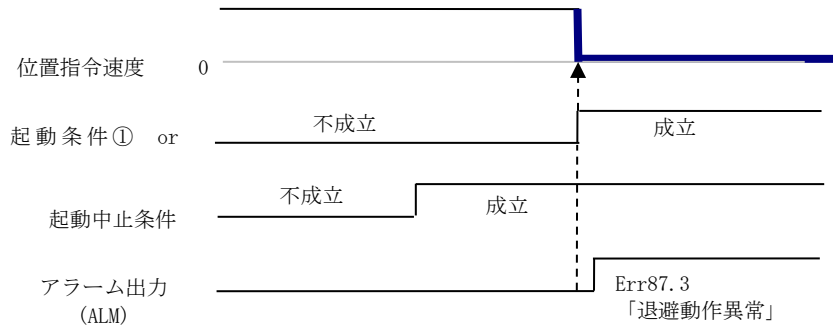 位置指令速度 0
起動条件① or 不成立 成立
起動中止条件 不成立 成立
アラーム出力
(ALM)
Err87.3
「退避動作異常」